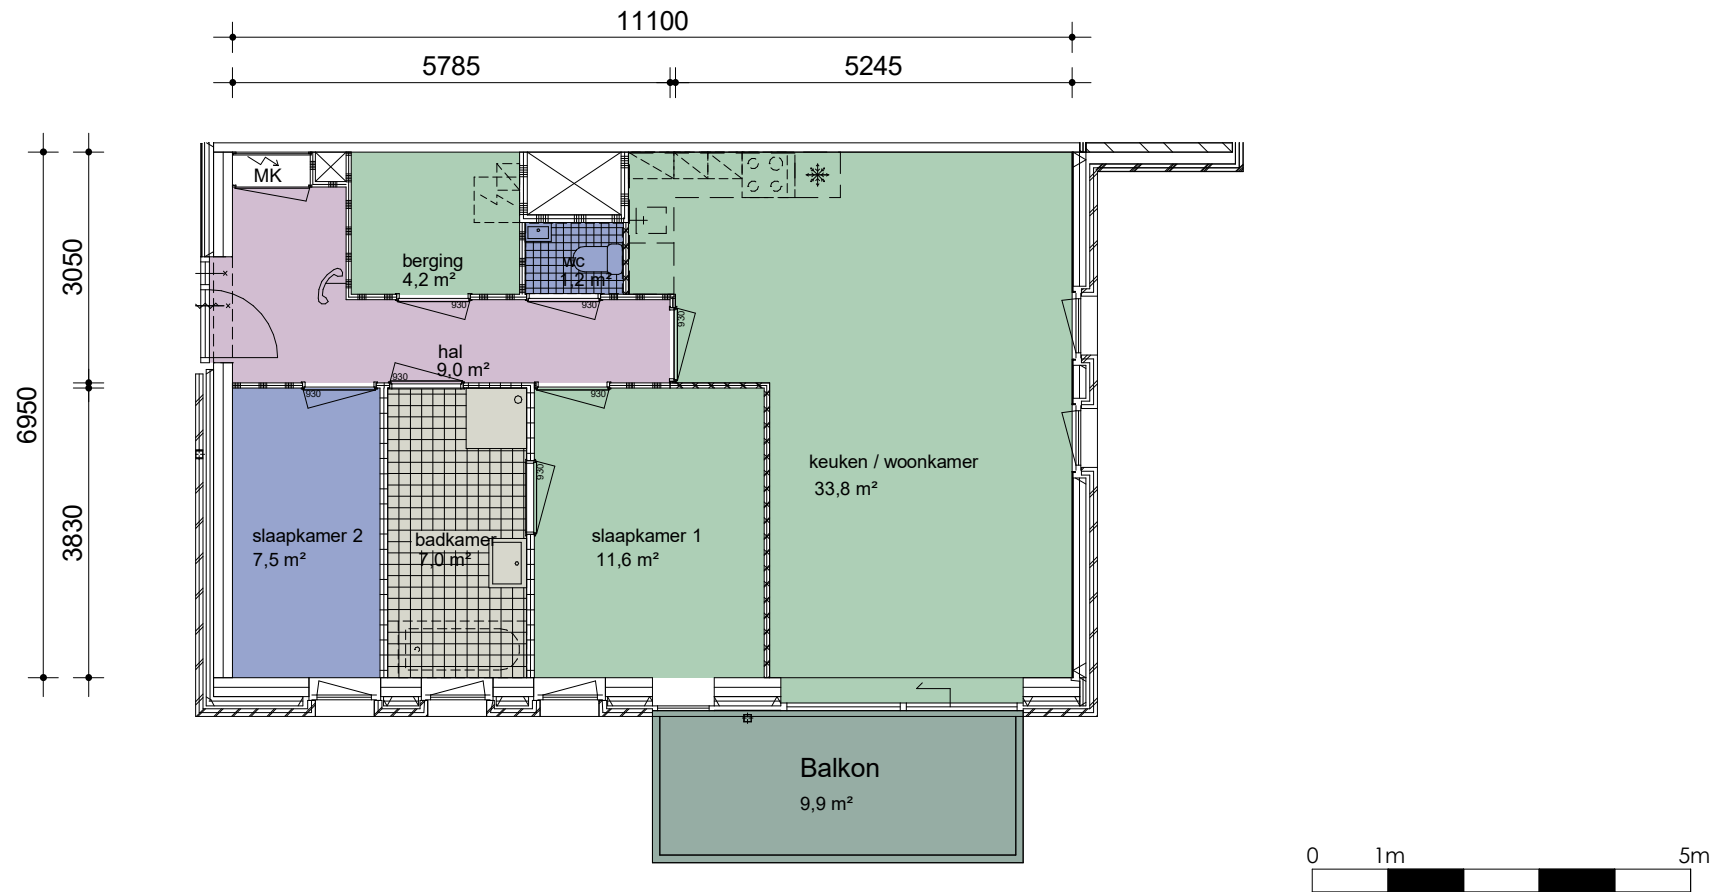 11100
5785
5245
6950
3050
3830
MK
berging
4,2 m²
wc
1,2 m²
930
930
930
hal
9,0 m²
930
930
930
930
keuken / woonkamer
33,8 m²
slaapkamer 2
7,5 m²
badkamer
7,0 m²
slaapkamer 1
11,6 m²
Balkon
9,9 m²
0
1m
5m